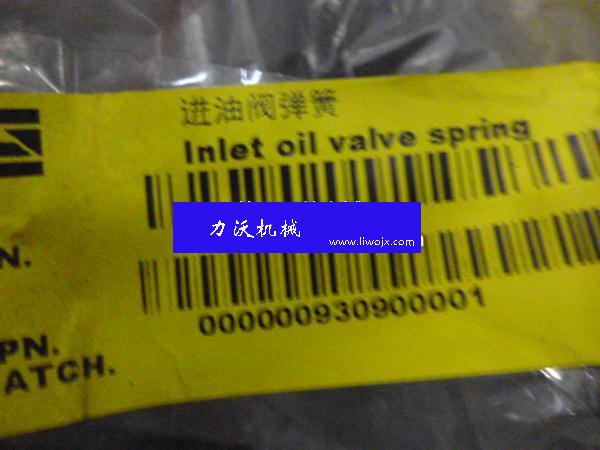 进油阀弹簧
Inlet oil valve spring
力沃机械
www.liwojx.com
N.
000000930900001
PN.
ATCH.